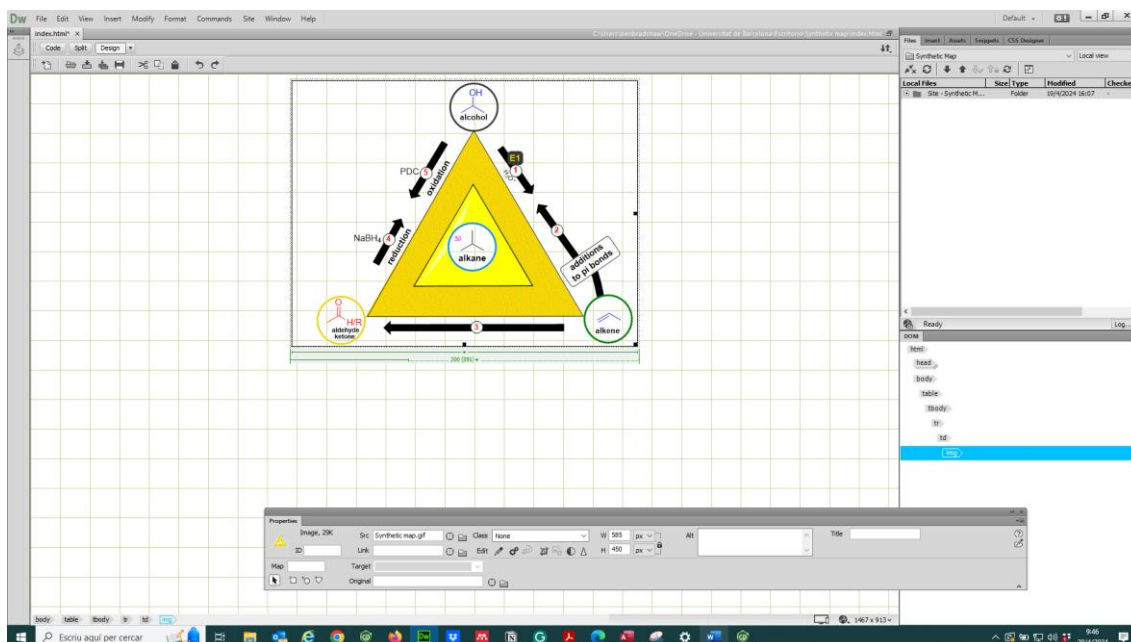 Dw File Edit View Insert Modify Format Commands Site Window Help Default
index.html* ×
Code Split Design
OH
alcohol
E1
1
PDC 5
oxidation
2
NaBH₄ 4
reduction
alkane
additions
to pi bonds
O
H/R
aldehyde
ketone
3
alkene
Files Insert Assets Snippets CSS Designer
Synthetic Map Local view
Local Files Size Type Modified Checke
Site - Synthetic M... Folder 19/4/2024 16:07 -
Ready Log...
DOM
html
head
body
table
tbody
tr
td
img
Properties
Image, 29K Src Synthetic map.gif Class None W 585 px Alt Title
ID Link Edit H 450 px
Map Target
Original
body table tbody tr td img 1467 x 913
Escriu aquí per cercar 9:46